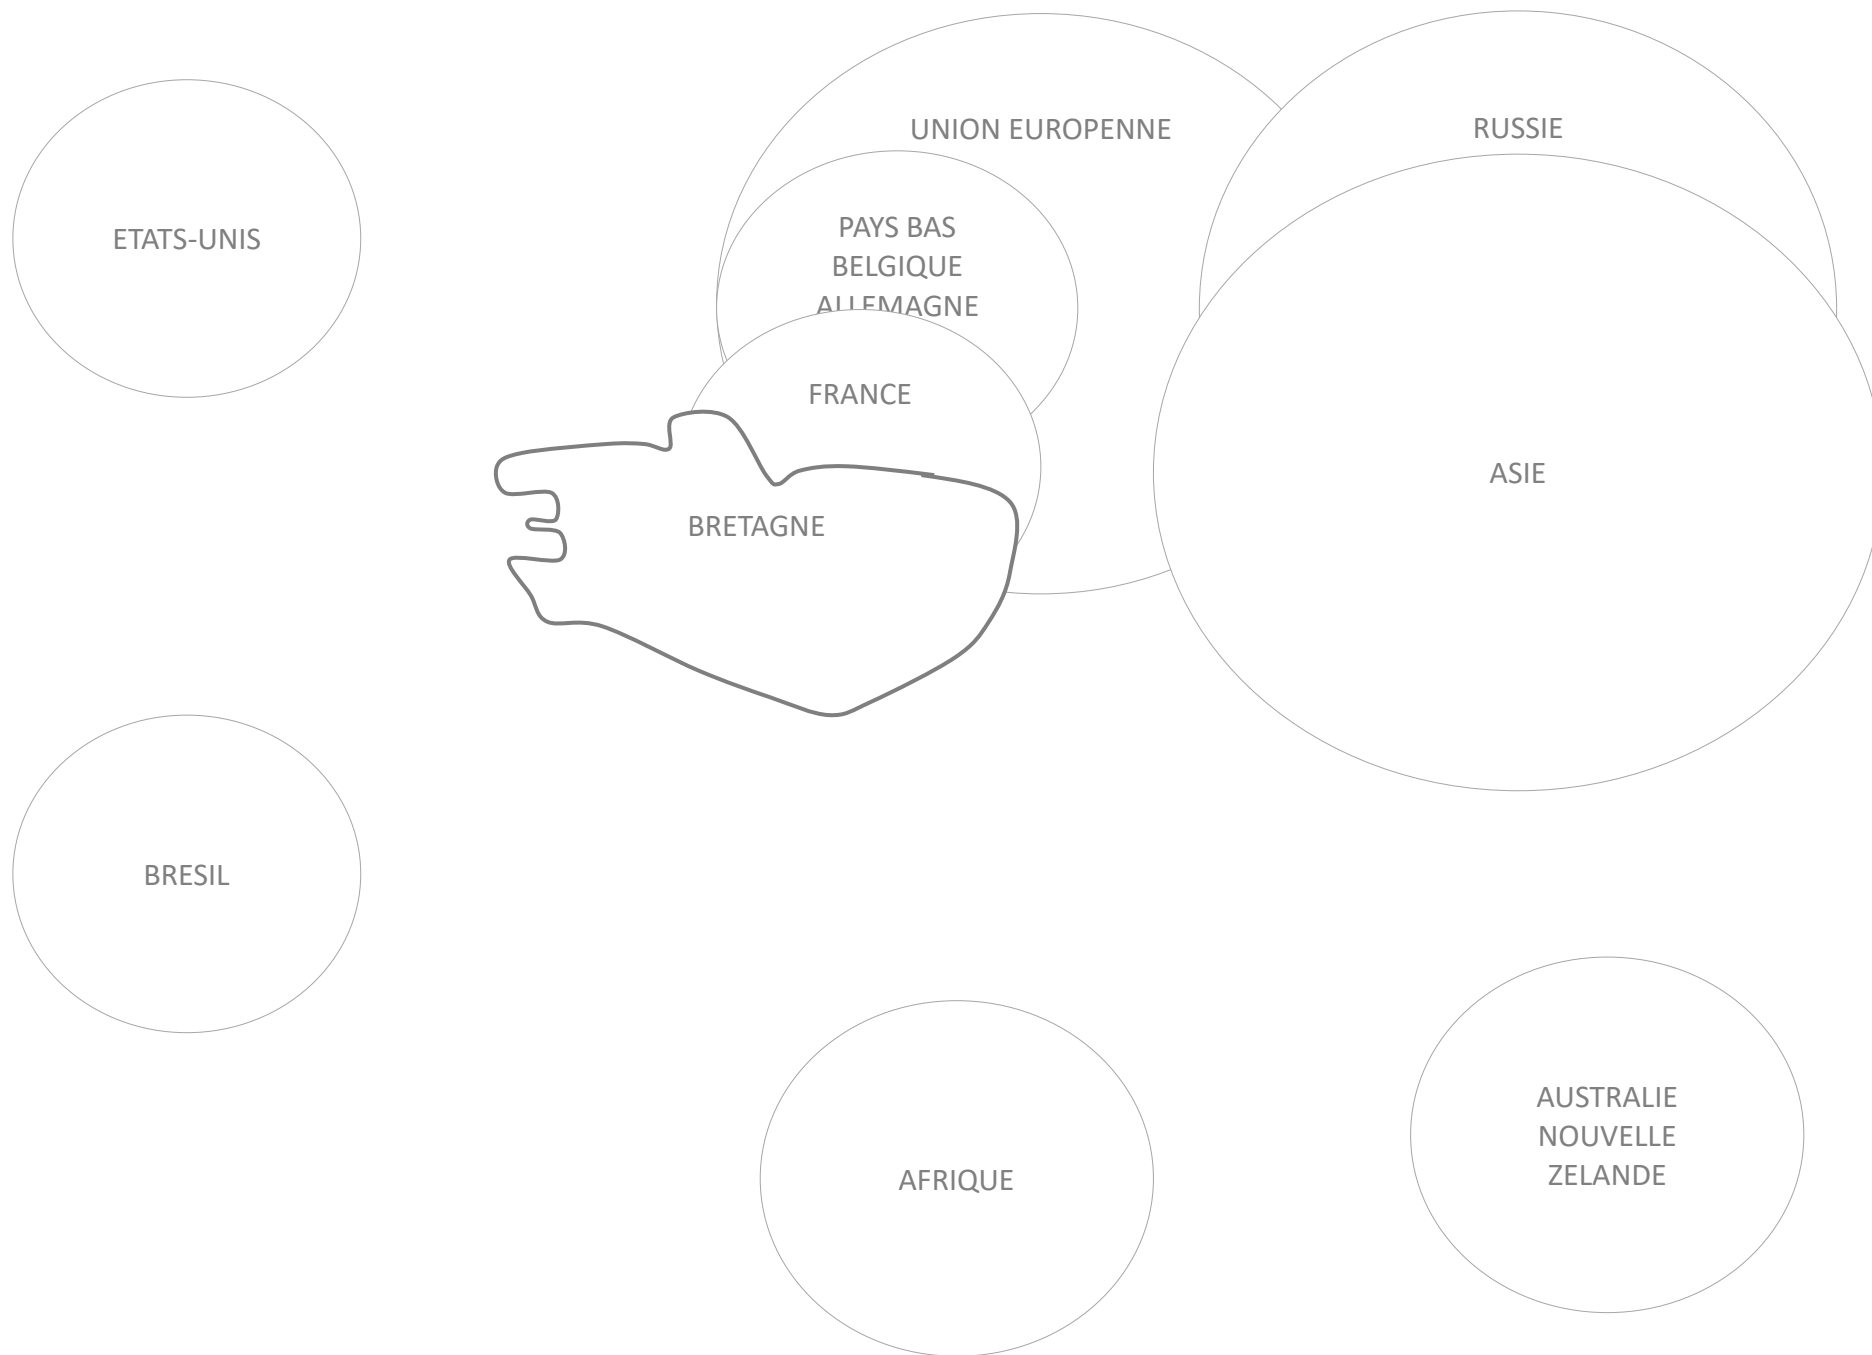 UNION EUROPENNE
RUSSIE
ETATS-UNIS
PAYS BAS
BELGIQUE
ALLEMAGNE
FRANCE
ASIE
BRETAGNE
BRESIL
AFRIQUE
AUSTRALIE
NOUVELLE
ZELANDE